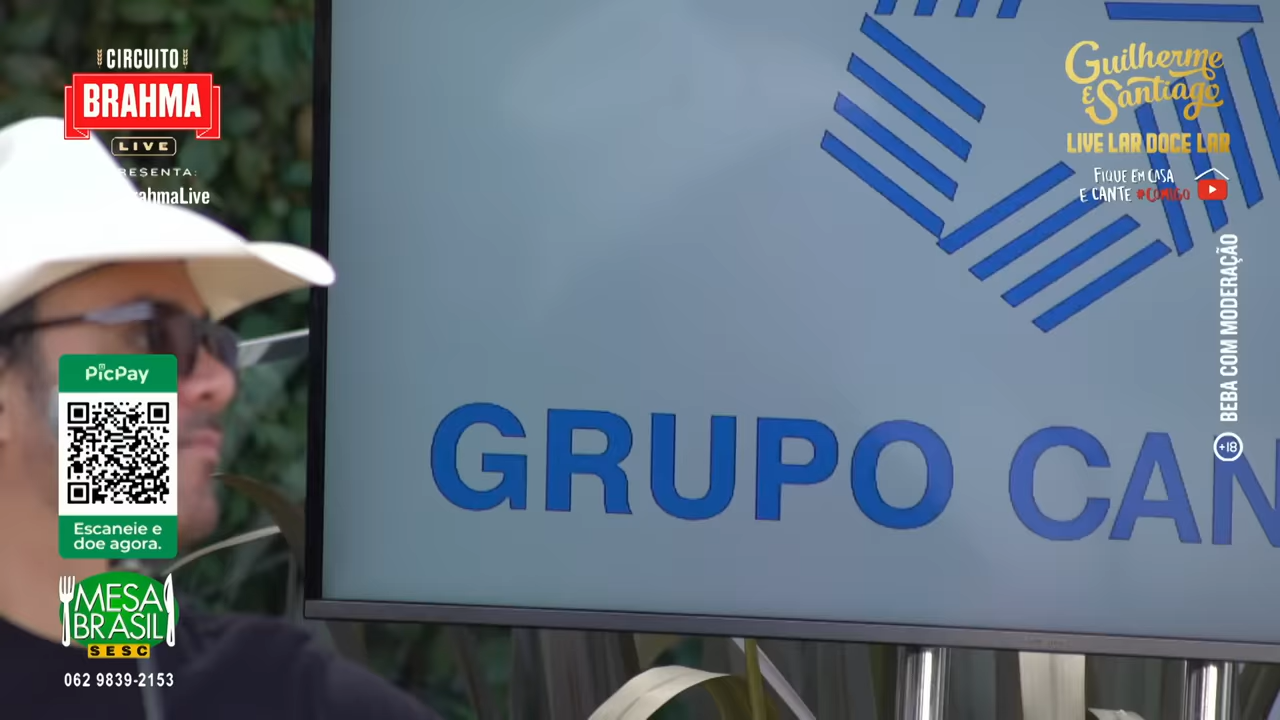 CIRCUITO
BRAHMA
LIVE
RESENTA:
rahmaLive
PicPay
Escaneie e
doe agora.
MESA
BRASIL
SESC
062 9839-2153
GRUPO CAN
Guilherme
& Santiago
LIVE LAR DOCE LAR
FIQUE EM CASA
E CANTE #COMIGO
BEBA COM MODERAÇÃO
+18